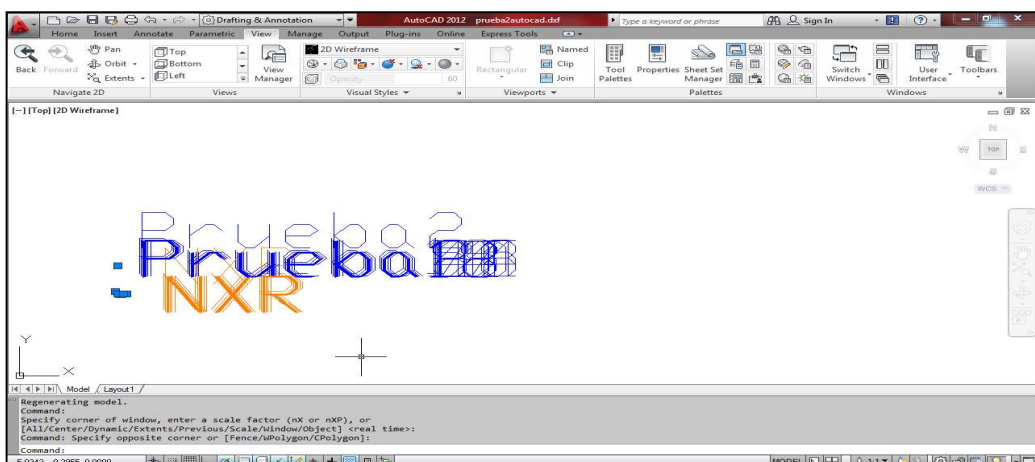 Drafting & Annotation
AutoCAD 2012 prueba2autocad.dxf
Type a keyword or phrase
Sign In
Home Insert Annotate Parametric View Manage Output Plug-ins Online Express Tools
Back Forward
Pan
Orbit
Extents
Navigate 2D
Top
Bottom
Left
View Manager
Views
2D Wireframe
Opacity 60
Visual Styles
Rectangular
Named
Clip
Join
Viewports
Tool Palettes
Properties
Sheet Set Manager
Palettes
Switch Windows
Windows
User Interface
Toolbars
[−] [Top] [2D Wireframe]
N
W TOP E
S
WCS
Prueba2
Prueba
NXR
Y
X
Model Layout1
Regenerating model.
Command:
Specify corner of window, enter a scale factor (nX or nXP), or
[All/Center/Dynamic/Extents/Previous/Scale/Window/Object] <real time>:
Command: Specify opposite corner or [Fence/WPolygon/CPolygon]:
Command:
MODEL
1:1